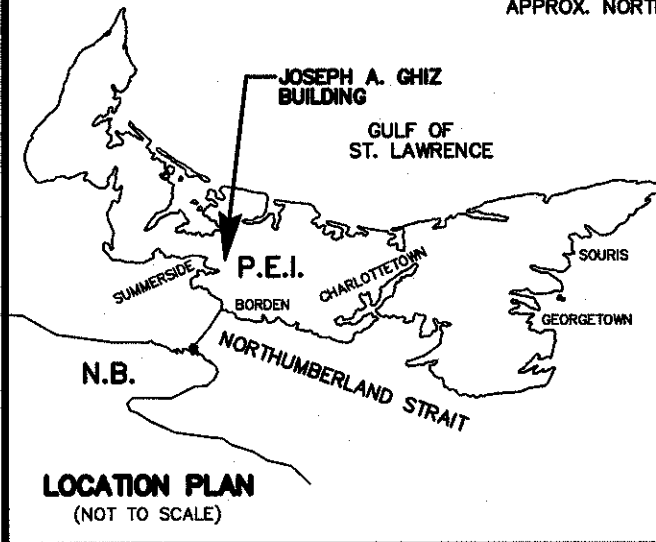 APPROX. NORTH
JOSEPH A. GHIZ
BUILDING
GULF OF
ST. LAWRENCE
SUMMERSIDE
P.E.I.
CHARLOTTETOWN
SOURIS
BORDEN
GEORGETOWN
N.B.
NORTHUMBERLAND STRAIT
LOCATION PLAN
(NOT TO SCALE)